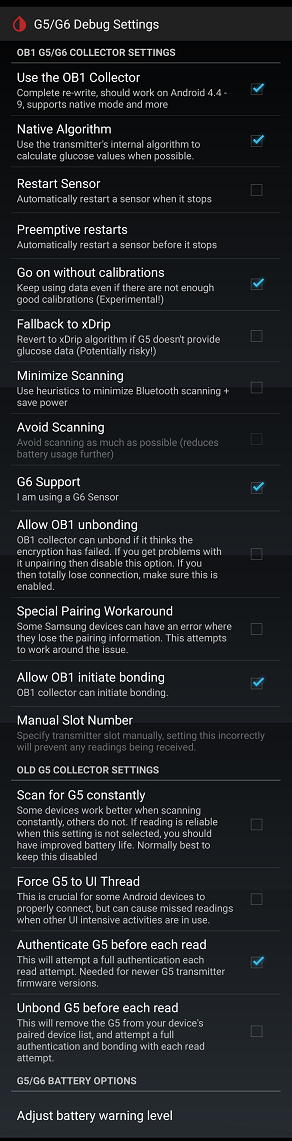 G5/G6 Debug Settings
OB1 G5/G6 COLLECTOR SETTINGS
Use the OB1 Collector
Complete re-write, should work on Android 4.4 -
9, supports native mode and more
Native Algorithm
Use the transmitter's internal algorithm to
calculate glucose values when possible.
Restart Sensor
Automatically restart a sensor when it stops
Preemptive restarts
Automatically restart a sensor before it stops
Go on without calibrations
Keep using data even if there are not enough
good calibrations (Experimental!)
Fallback to xDrip
Revert to xDrip algorithm if G5 doesn't provide
glucose data (Potentially risky!)
Minimize Scanning
Use heuristics to minimize Bluetooth scanning +
save power
Avoid Scanning
Avoid scanning as much as possible (reduces
battery usage further)
G6 Support
I am using a G6 Sensor
Allow OB1 unbonding
OB1 collector can unbond if it thinks the
encryption has failed. If you get problems with
it unpairing then disable this option. If you
then totally lose connection, make sure this is
enabled.
Special Pairing Workaround
Some Samsung devices can have an error where
they lose the pairing information. This attempts
to work around the issue.
Allow OB1 initiate bonding
OB1 collector can initiate bonding.
Manual Slot Number
Specify transmitter slot manually, setting this incorrectly
will prevent any readings being received.
OLD G5 COLLECTOR SETTINGS
Scan for G5 constantly
Some devices work better when scanning
constantly, others do not. If reading is reliable
when this setting is not selected, you should
have improved battery life. Normally best to
keep this disabled
Force G5 to UI Thread
This is crucial for some Android devices to
properly connect, but can cause missed readings
when other UI intensive activities are in use.
Authenticate G5 before each read
This will attempt a full authentication each
read attempt. Needed for newer G5 transmitter
firmware versions.
Unbond G5 before each read
This will remove the G5 from your device's
paired device list, and attempt a full
authentication and bonding with each read
attempt.
G5/G6 BATTERY OPTIONS
Adjust battery warning level